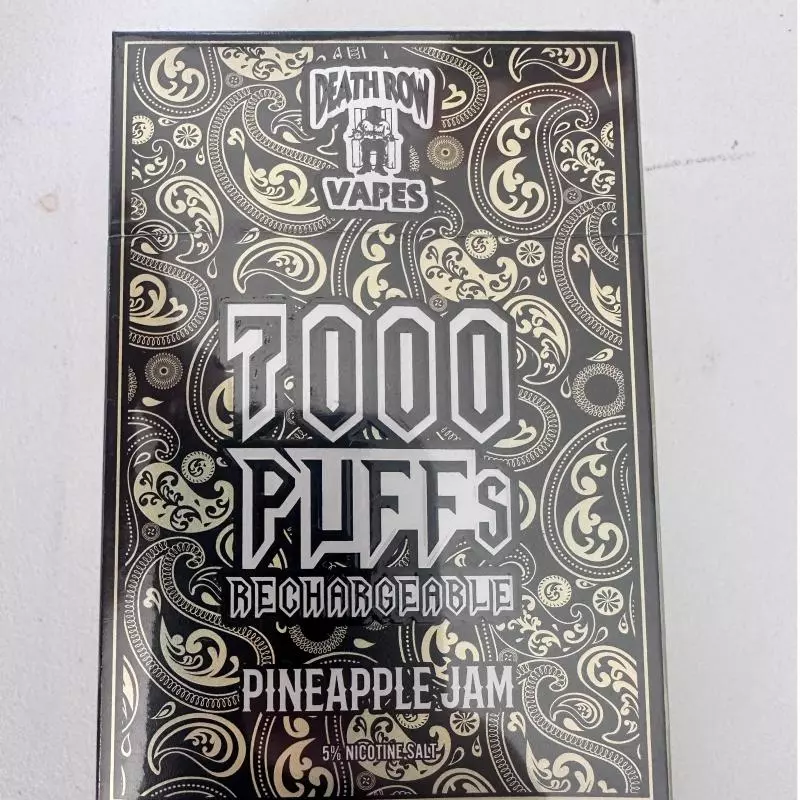 DEATH ROW
VAPES
7000
PUFFS
RECHARGEABLE
PINEAPPLE JAM
5% NICOTINE SALT